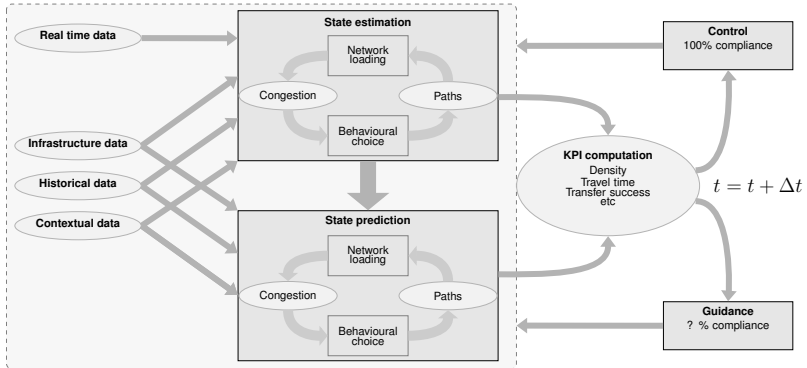 Real time data
Infrastructure data
Historical data
Contextual data
State estimation
Network
loading
Congestion
Paths
Behavioural
choice
State prediction
Network
loading
Congestion
Paths
Behavioural
choice
KPI computation
Density
Travel time
Transfer success
etc
Control
100% compliance
t = t + Δt
Guidance
? % compliance